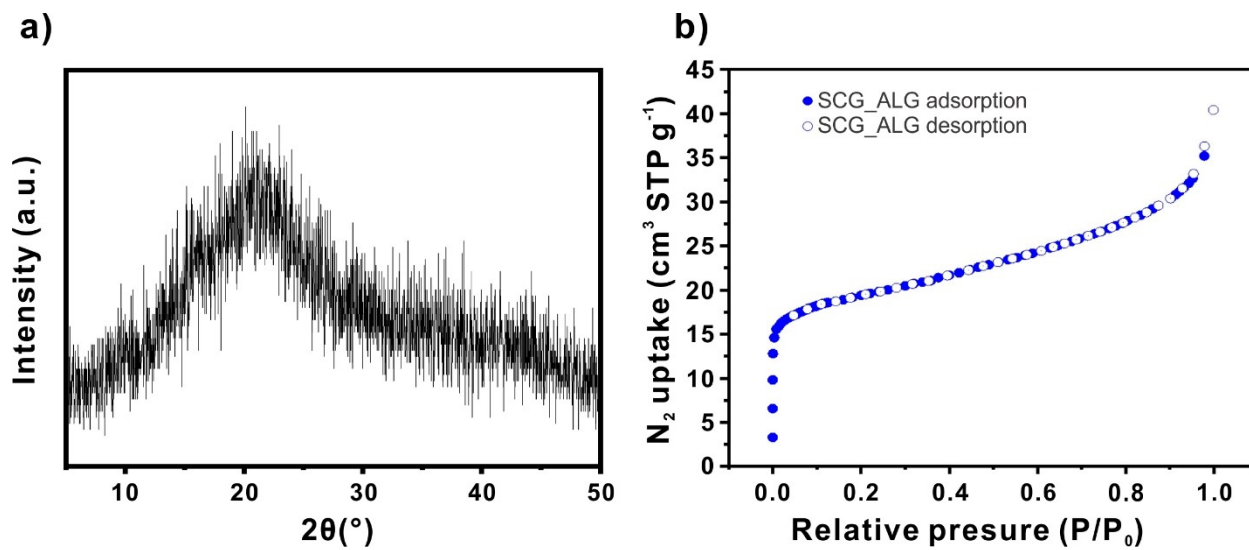 a)
Intensity (a.u.)
10 20 30 40 50
2θ(°)
b)
N₂ uptake (cm³ STP g⁻¹)
45
40
35
30
25
20
15
10
5
0
SCG_ALG adsorption
SCG_ALG desorption
0.0 0.2 0.4 0.6 0.8 1.0
Relative presure (P/P₀)